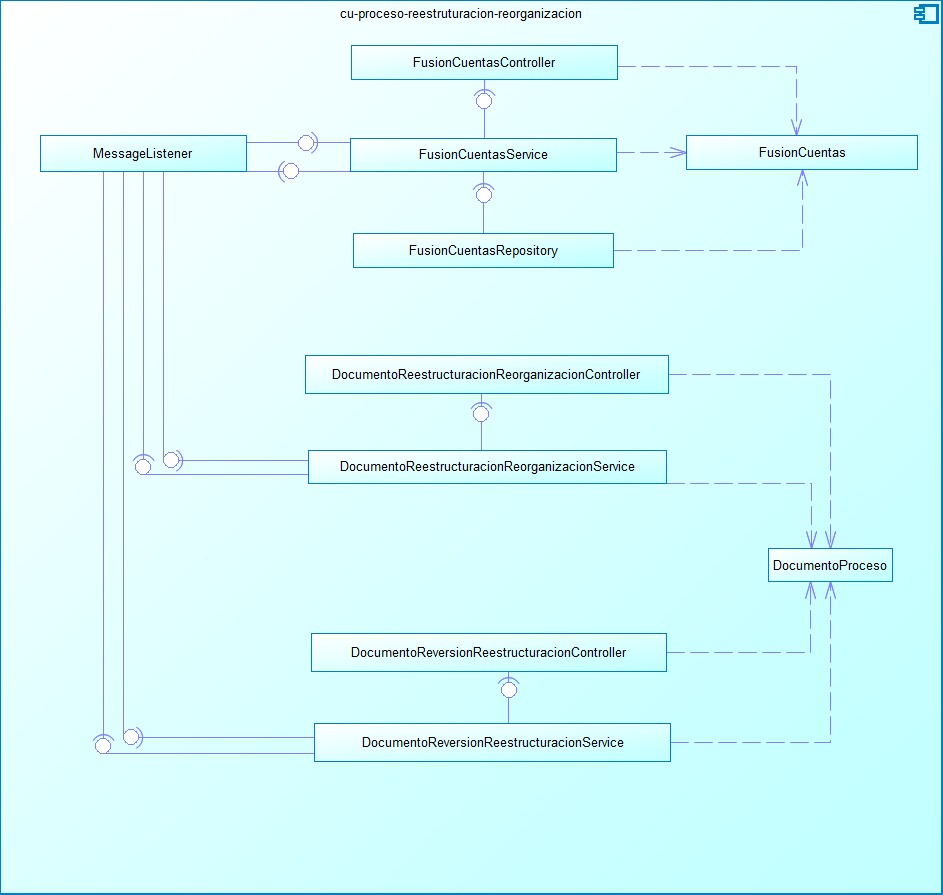 cu-proceso-reestruturacion-reorganizacion
FusionCuentasController
MessageListener
FusionCuentasService
FusionCuentas
FusionCuentasRepository
DocumentoReestructuracionReorganizacionController
DocumentoReestructuracionReorganizacionService
DocumentoProceso
DocumentoReversionReestructuracionController
DocumentoReversionReestructuracionService